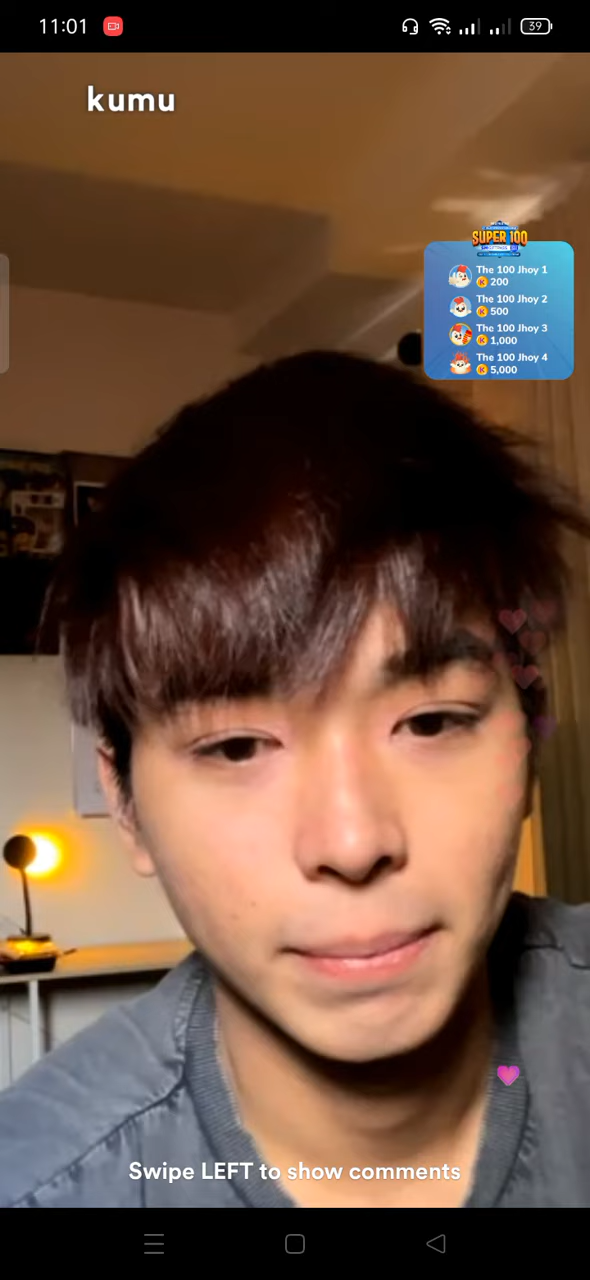 11:01
39
kumu
SUPER 100
The 100 Jhoy 1
200
The 100 Jhoy 2
500
The 100 Jhoy 3
1,000
The 100 Jhoy 4
5,000
Swipe LEFT to show comments